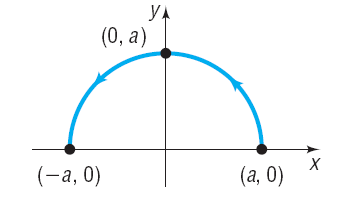 y
(0, a)
x
(−a, 0)
(a, 0)